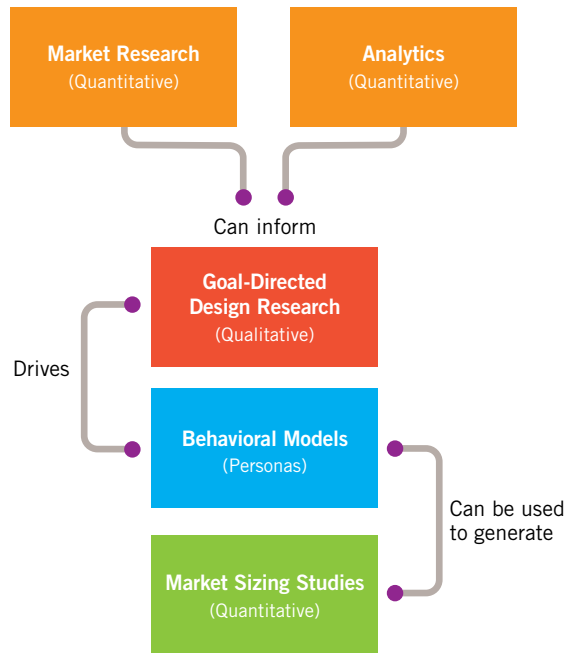 Market Research
(Quantitative)
Analytics
(Quantitative)
Can inform
Goal-Directed
Design Research
(Qualitative)
Drives
Behavioral Models
(Personas)
Can be used
to generate
Market Sizing Studies
(Quantitative)